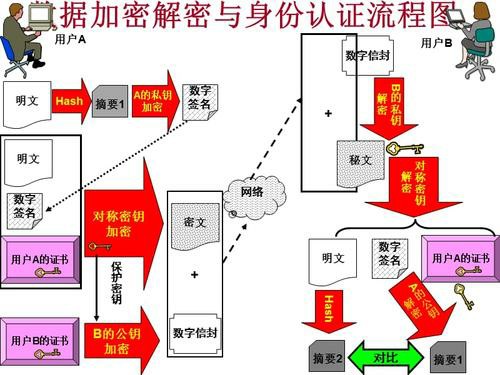 据加密解密与身份认证流程图
用户A
用户B
明文
Hash
摘要1
A的私钥
加密
数字
签名
明文
数字
签名
用户A的证书
对称密钥
加密
保护密钥
用户B的证书
B的公钥
加密
密文
+
数字信封
网络
数字信封
+
B的私钥
解密
秘文
对称密钥
解密
明文
数字
签名
用户A的证书
Hash
A的公钥
解密
摘要2
对比
摘要1